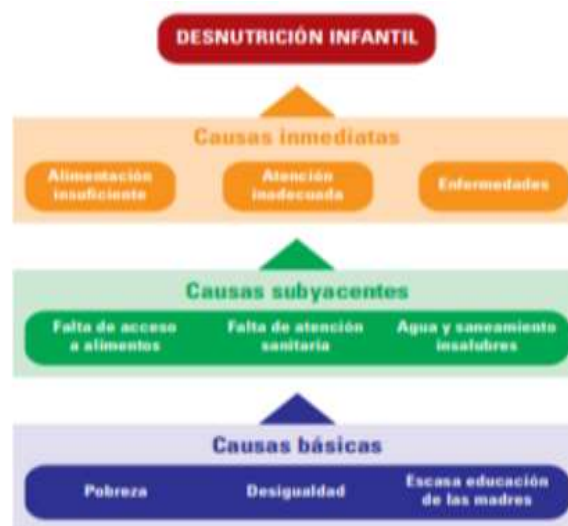 DESNUTRICIÓN INFANTIL
Causas inmediatas
Alimentación
insuficiente
Atención
inadecuada
Enfermedades
Causas subyacentes
Falta de acceso
a alimentos
Falta de atención
sanitaria
Agua y saneamiento
insalubres
Causas básicas
Pobreza
Desigualdad
Escasa educación
de las madres